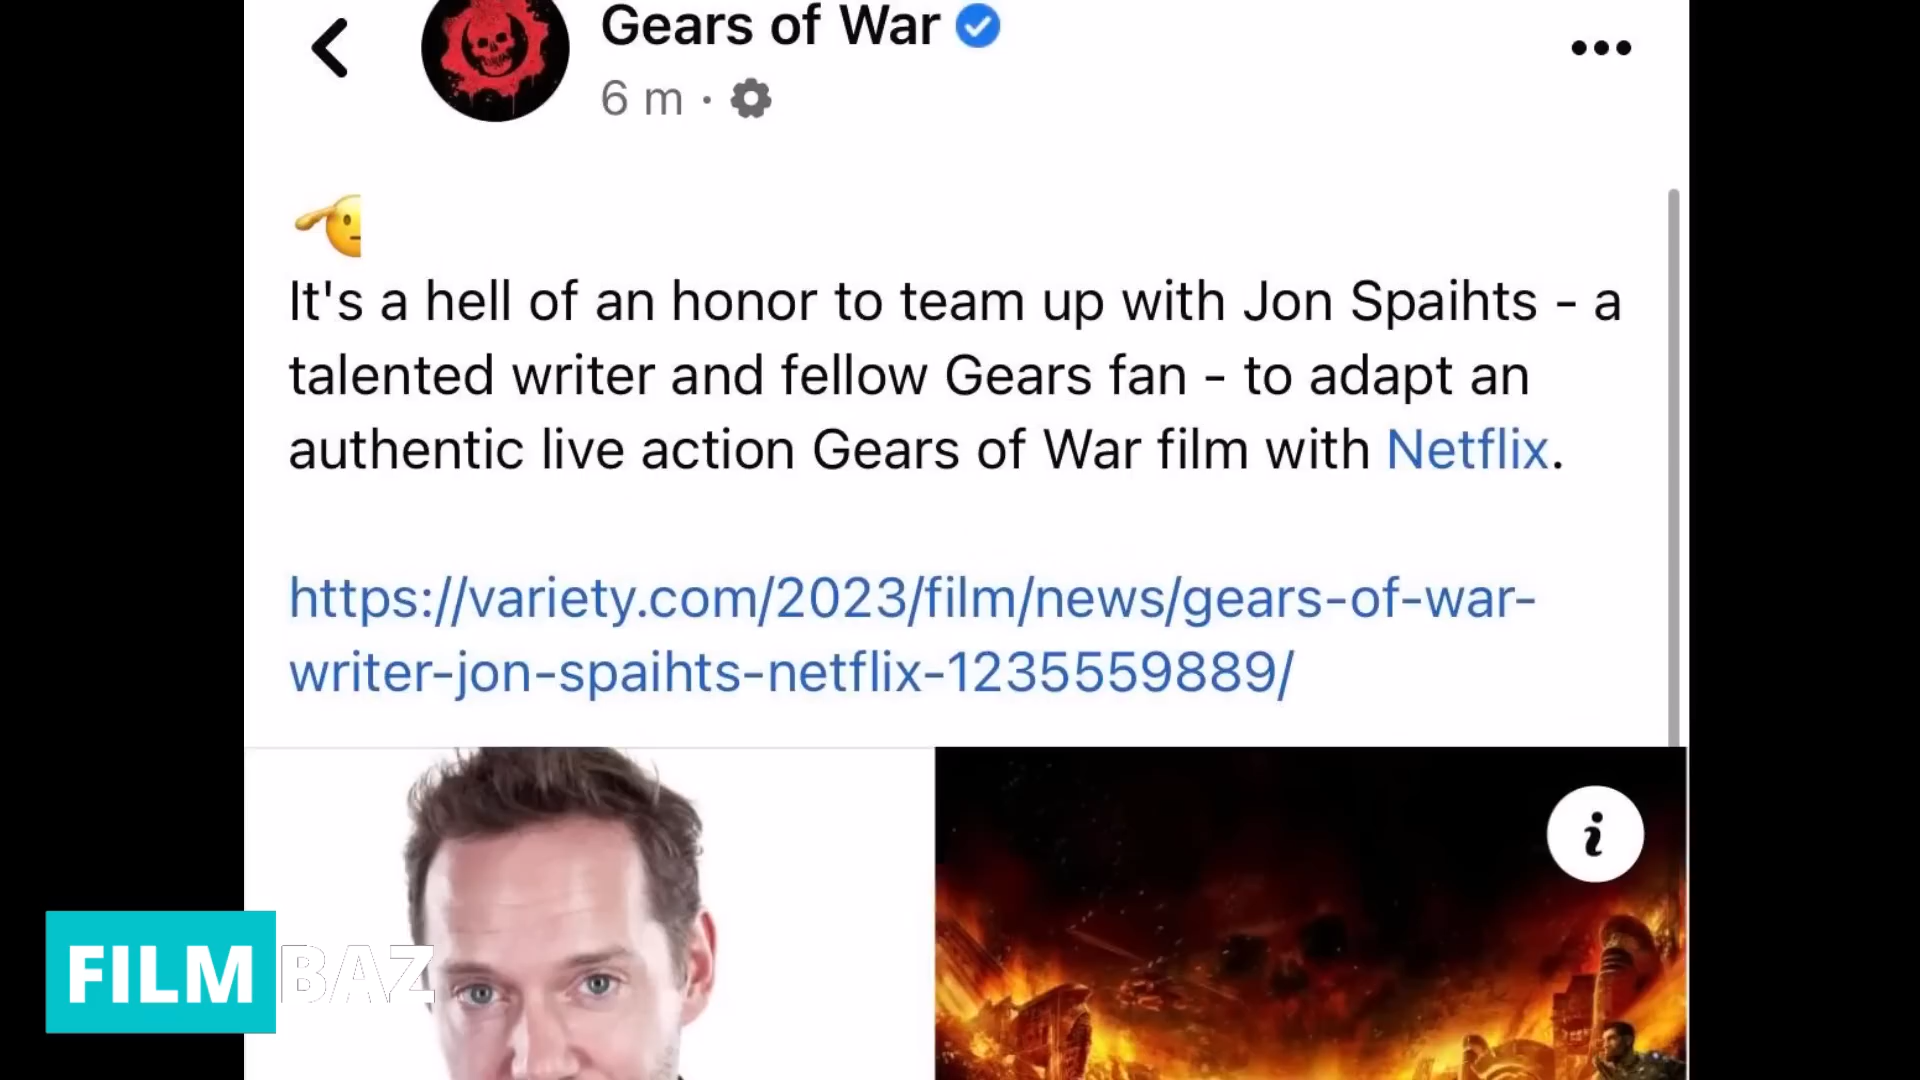 Gears of War
6 m ·
It's a hell of an honor to team up with Jon Spaihts - a
talented writer and fellow Gears fan - to adapt an
authentic live action Gears of War film with Netflix.
https://variety.com/2023/film/news/gears-of-war-
writer-jon-spaihts-netflix-1235559889/
i
FILM BAZ